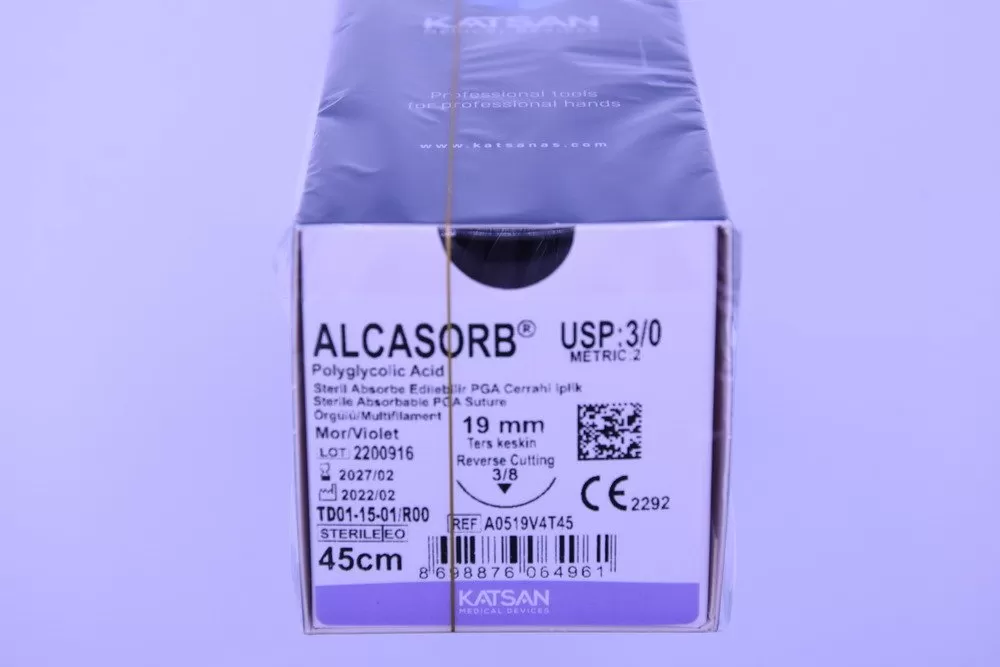 KATSAN
MEDICAL DEVICES
Professional tools
for professional hands
www.katsanas.com
ALCASORB® USP:3/0
METRIC:2
Polyglycolic Acid
Steril Absorbe Edilebilir PGA Cerrahi İplik
Sterile Absorbable PGA Suture
Örgülü/Multifilament
Mor/Violet
19 mm
Ters keskin
Reverse Cutting
3/8
LOT: 2200916
2027/02
2022/02
CE 2292
TD01-15-01/R00
REF A0519V4T45
STERILE EO
45cm
8 698876 064961
KATSAN
MEDICAL DEVICES